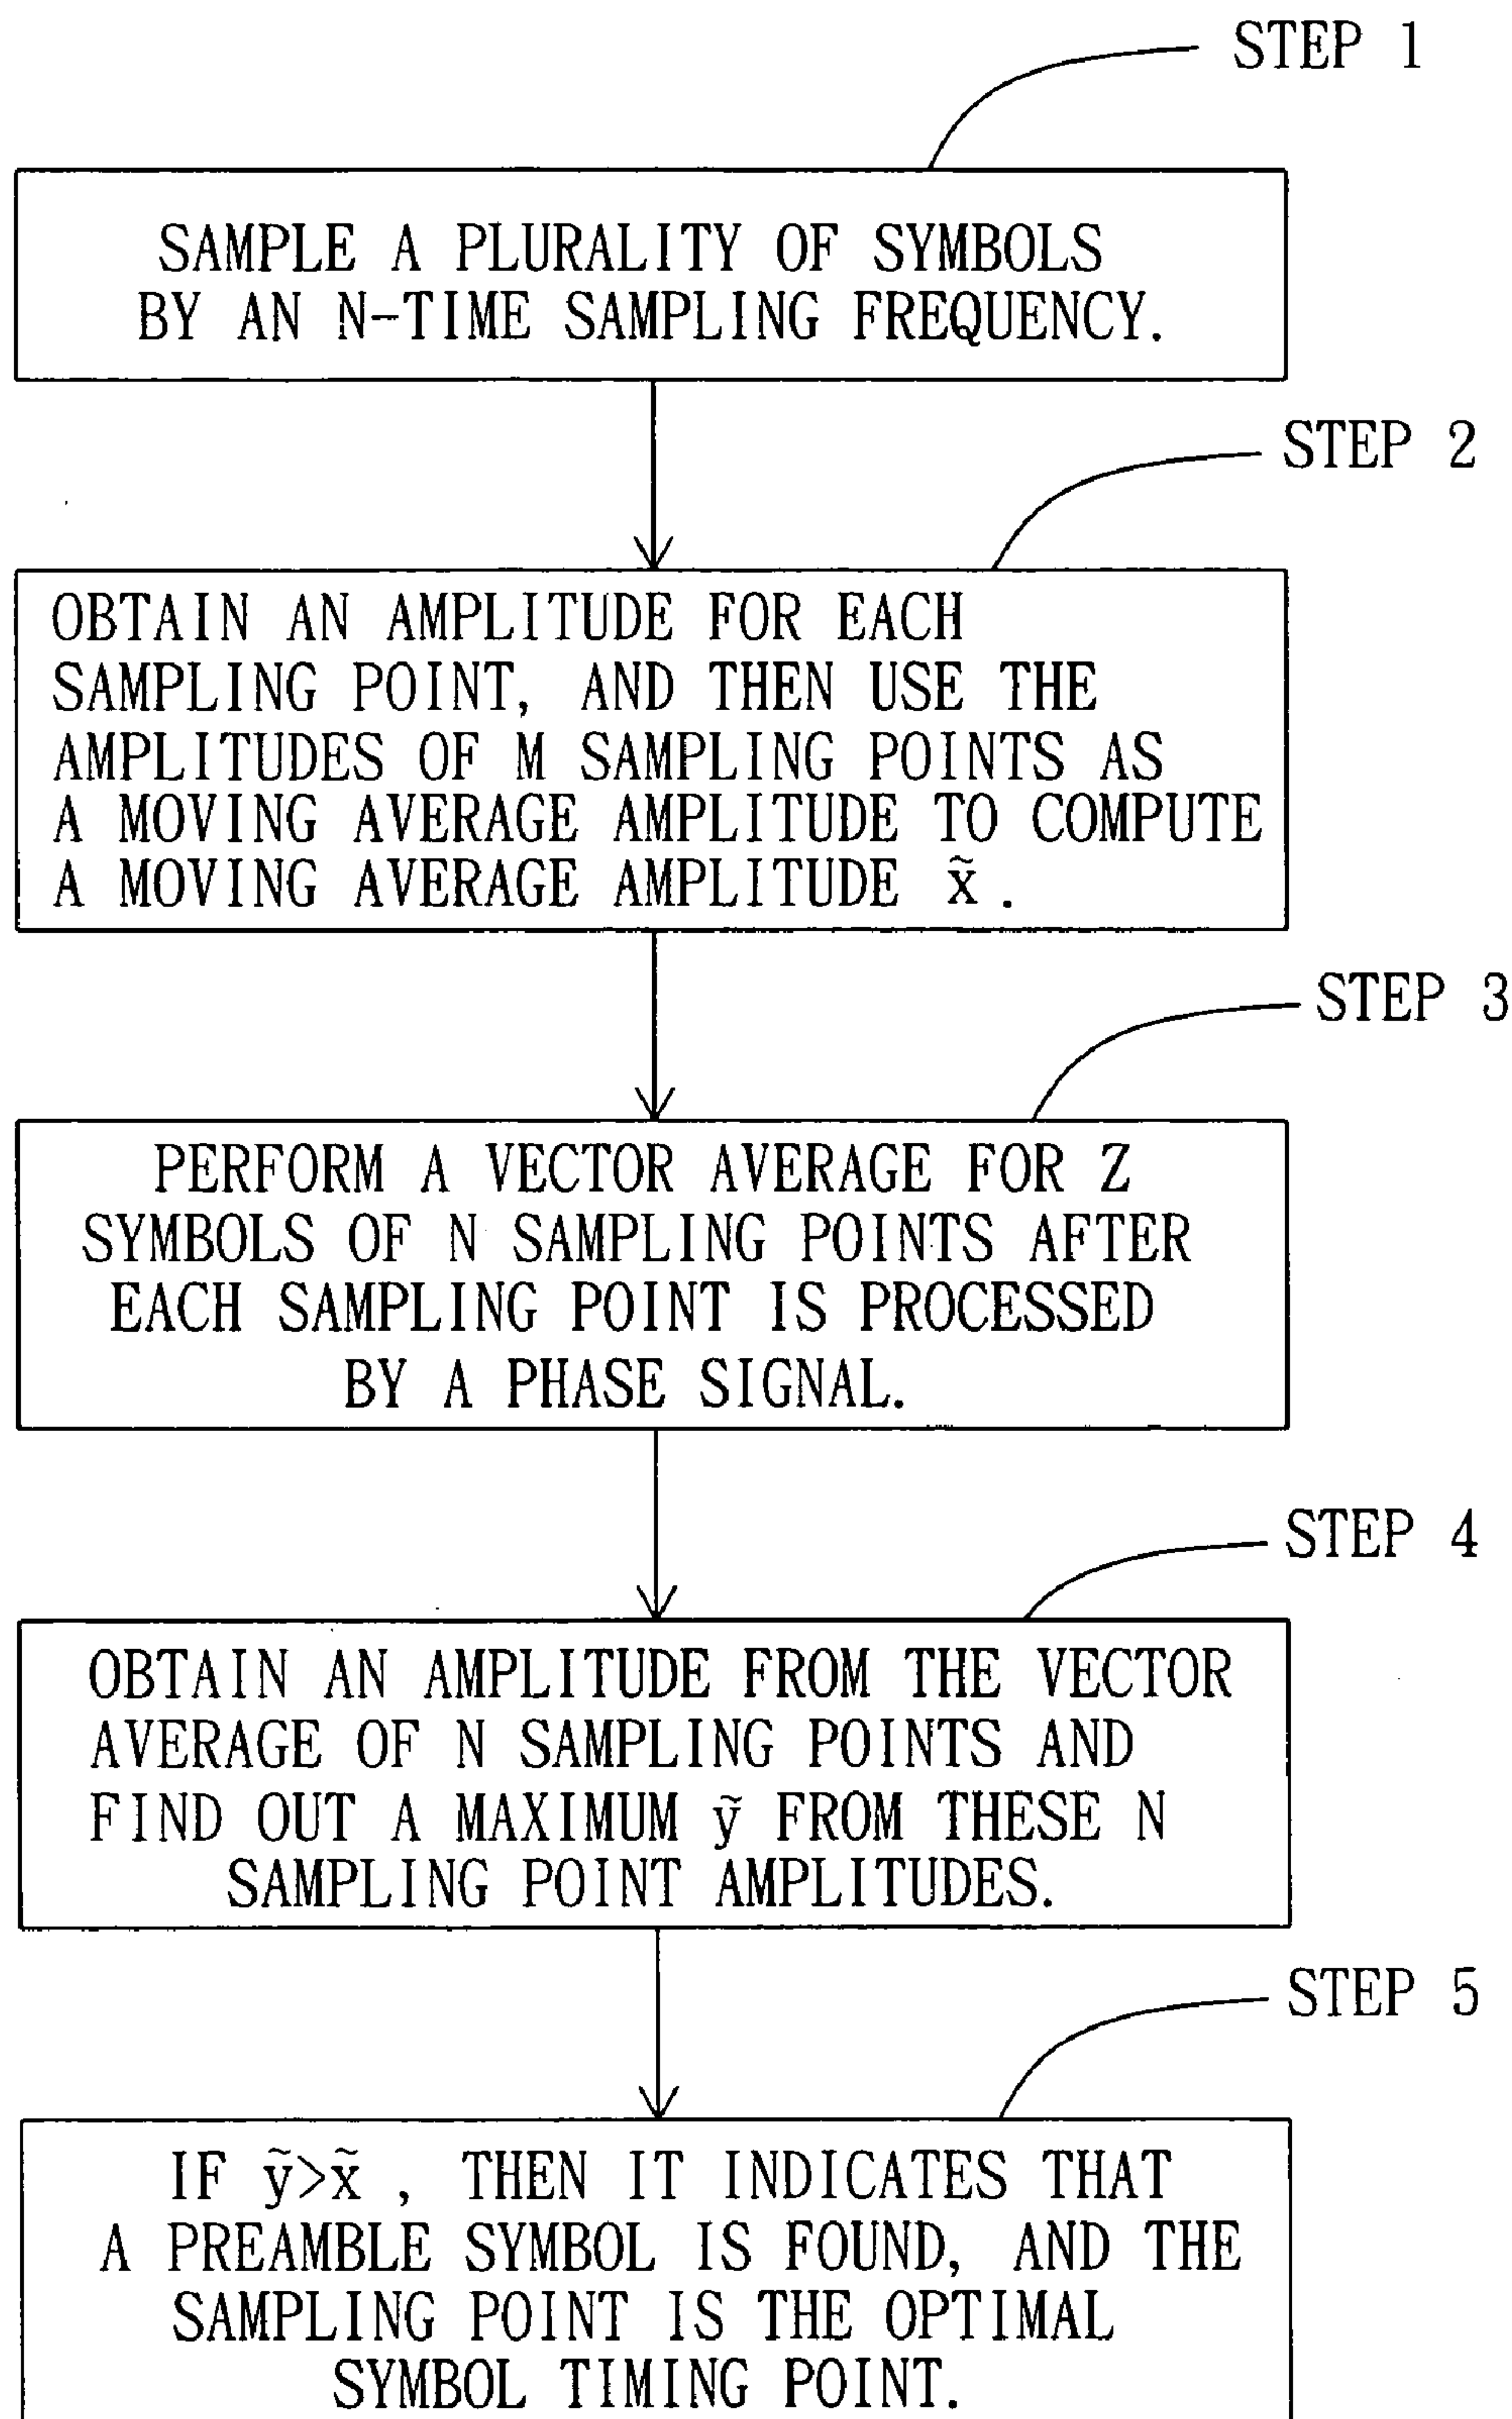 STEP 1
SAMPLE A PLURALITY OF SYMBOLS
BY AN N-TIME SAMPLING FREQUENCY.
STEP 2
OBTAIN AN AMPLITUDE FOR EACH
SAMPLING POINT, AND THEN USE THE
AMPLITUDES OF M SAMPLING POINTS AS
A MOVING AVERAGE AMPLITUDE TO COMPUTE
A MOVING AVERAGE AMPLITUDE x̃ .
STEP 3
PERFORM A VECTOR AVERAGE FOR Z
SYMBOLS OF N SAMPLING POINTS AFTER
EACH SAMPLING POINT IS PROCESSED
BY A PHASE SIGNAL.
STEP 4
OBTAIN AN AMPLITUDE FROM THE VECTOR
AVERAGE OF N SAMPLING POINTS AND
FIND OUT A MAXIMUM ỹ FROM THESE N
SAMPLING POINT AMPLITUDES.
STEP 5
IF ỹ>x̃ , THEN IT INDICATES THAT
A PREAMBLE SYMBOL IS FOUND, AND THE
SAMPLING POINT IS THE OPTIMAL
SYMBOL TIMING POINT.